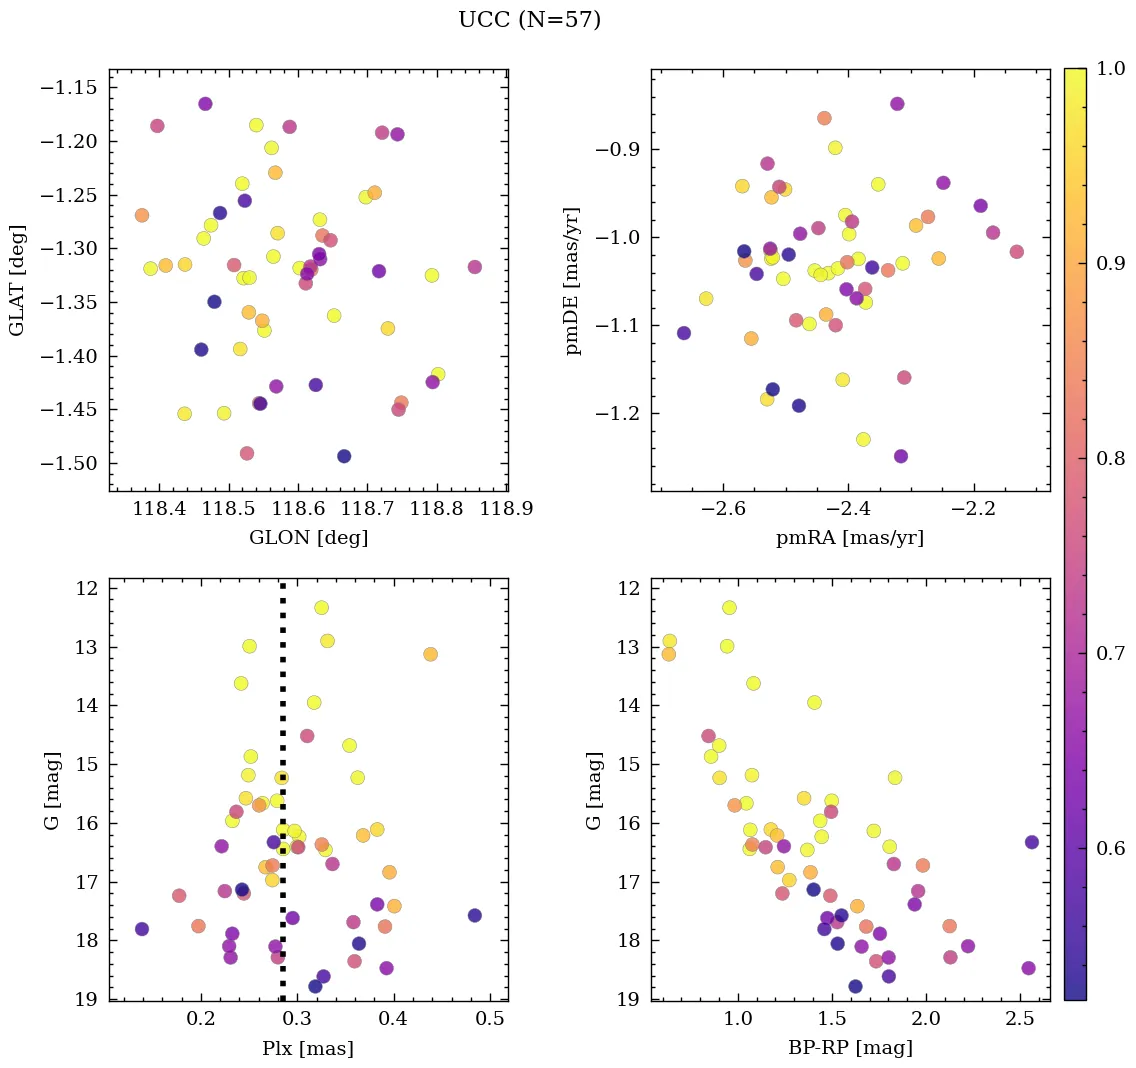 UCC (N=57)
−1.15
−1.20
−1.25
−1.30
−1.35
−1.40
−1.45
−1.50
GLAT [deg]
118.4 118.5 118.6 118.7 118.8 118.9
GLON [deg]
−0.9
−1.0
−1.1
−1.2
pmDE [mas/yr]
−2.6 −2.4 −2.2
pmRA [mas/yr]
1.0
0.9
0.8
0.7
0.6
12
13
14
15
16
17
18
19
G [mag]
0.2 0.3 0.4 0.5
Plx [mas]
12
13
14
15
16
17
18
19
G [mag]
1.0 1.5 2.0 2.5
BP-RP [mag]